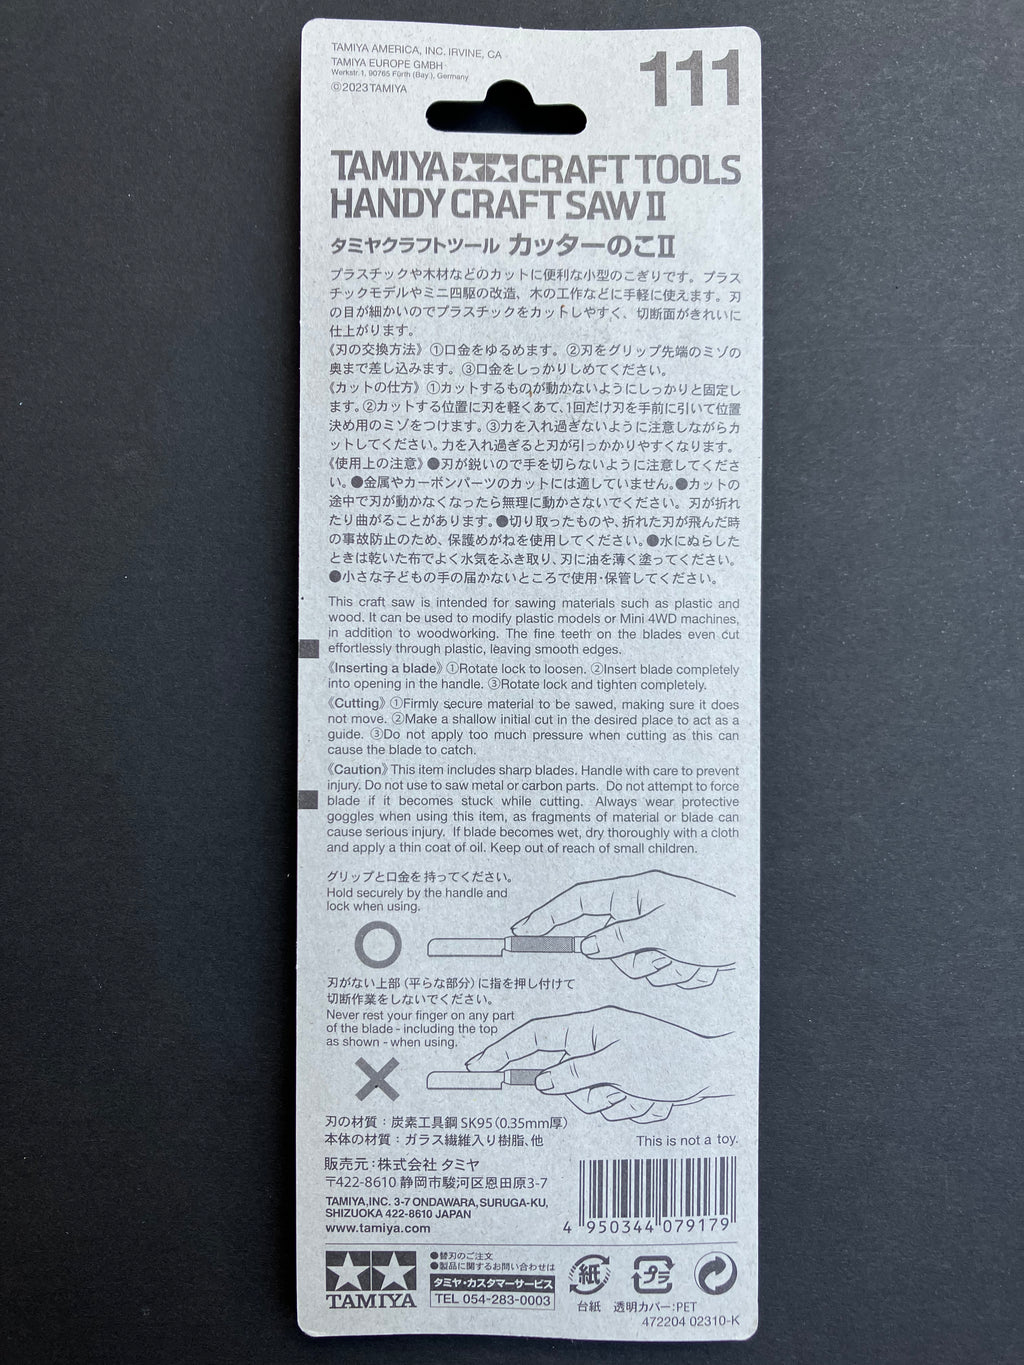 TAMIYA AMERICA, INC. IRVINE, CA
TAMIYA EUROPE GMBH
Werkstr.1, 90765 Fürth (Bay.), Germany
©2023 TAMIYA
111
TAMIYA CRAFT TOOLS
HANDY CRAFT SAW II
タミヤクラフトツール カッターのこII
プラスチックや木材などのカットに便利な小型のこぎりです。プラス
チックモデルやミニ四駆の改造、木の工作などに手軽に使えます。刃
の目が細かいのでプラスチックをカットしやすく、切断面がきれいに
仕上がります。
《刃の交換方法》①口金をゆるめます。②刃をグリップ先端のミゾの
奥まで差し込みます。③口金をしっかりしめてください。
《カットの仕方》①カットするものが動かないようにしっかりと固定し
ます。②カットする位置に刃を軽くあて、1回だけ刃を手前に引いて位置
決め用のミゾをつけます。③力を入れ過ぎないように注意しながらカ
ットしてください。力を入れ過ぎると刃が引っかかりやすくなります。
《使用上の注意》●刃が鋭いので手を切らないように注意してくださ
い。●金属やカーボンパーツのカットには適していません。●カットの
途中で刃が動かなくなったら無理に動かさないでください。刃が折れ
たり曲がることがあります。●切り取ったものや、折れた刃が飛んだ時
の事故防止のため、保護めがねを使用してください。●水にぬらした
ときは乾いた布でよく水気をふき取り、刃に油を薄く塗ってください。
●小さな子どもの手の届かないところで使用・保管してください。
This craft saw is intended for sawing materials such as plastic and
wood. It can be used to modify plastic models or Mini 4WD machines,
in addition to woodworking. The fine teeth on the blades even cut
effortlessly through plastic, leaving smooth edges.
《Inserting a blade》①Rotate lock to loosen. ②Insert blade completely
into opening in the handle. ③Rotate lock and tighten completely.
《Cutting》①Firmly secure material to be sawed, making sure it does
not move. ②Make a shallow initial cut in the desired place to act as a
guide. ③Do not apply too much pressure when cutting as this can
cause the blade to catch.
《Caution》This item includes sharp blades. Handle with care to prevent
injury. Do not use to saw metal or carbon parts. Do not attempt to force
blade if it becomes stuck while cutting. Always wear protective
goggles when using this item, as fragments of material or blade can
cause serious injury. If blade becomes wet, dry thoroughly with a cloth
and apply a thin coat of oil. Keep out of reach of small children.
グリップと口金を持ってください。
Hold securely by the handle and
lock when using.
刃がない上部(平らな部分)に指を押し付けて
切断作業をしないでください。
Never rest your finger on any part
of the blade - including the top
as shown - when using.
刃の材質：炭素工具鋼 SK95(0.35mm厚)
本体の材質：ガラス繊維入り樹脂、他
This is not a toy.
販売元：株式会社 タミヤ
〒422-8610 静岡市駿河区恩田原3-7
TAMIYA, INC. 3-7 ONDAWARA, SURUGA-KU,
SHIZUOKA 422-8610 JAPAN
www.tamiya.com
4 950344 079179
TAMIYA
●替刃のご注文
●製品に関するお問い合わせは
タミヤ・カスタマーサービス
TEL 054-283-0003
紙
台紙
プラ
透明カバー：PET
472204 02310-K